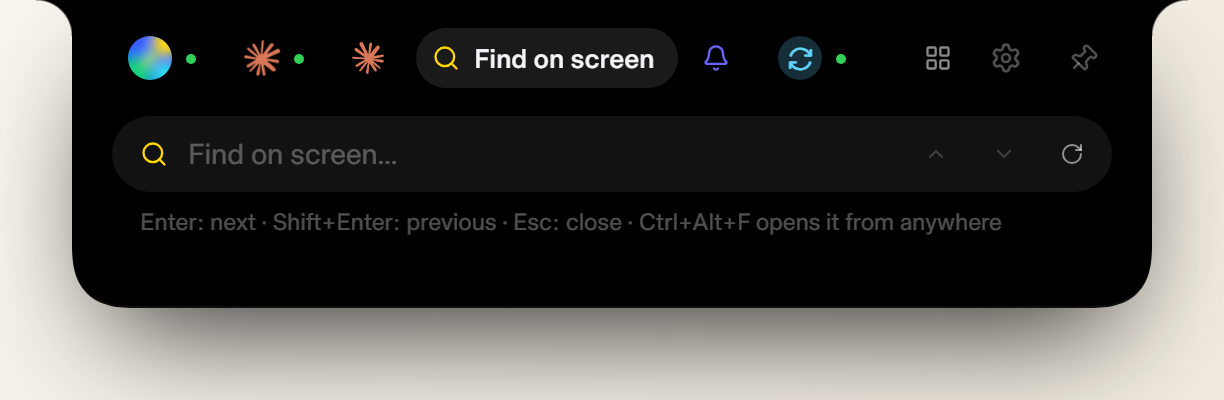 Find on screen
Find on screen...
Enter: next · Shift+Enter: previous · Esc: close · Ctrl+Alt+F opens it from anywhere